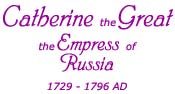 Catherine the Great
the Empress of
Russia
1729 - 1796 AD